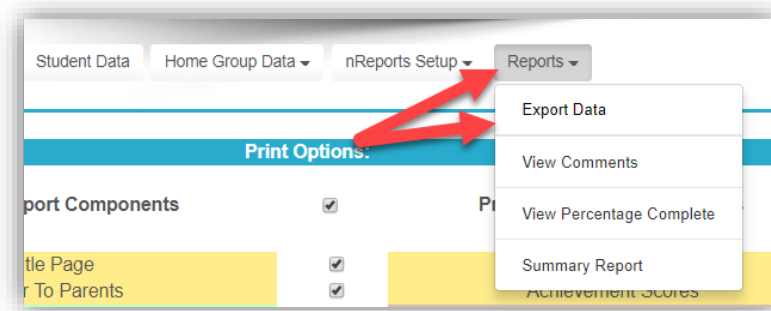 Student Data Home Group Data nReports Setup Reports
Export Data
Print Options:
View Comments
port Components Pr
View Percentage Complete s
tle Page
Summary Report
r To Parents Achievement Scores